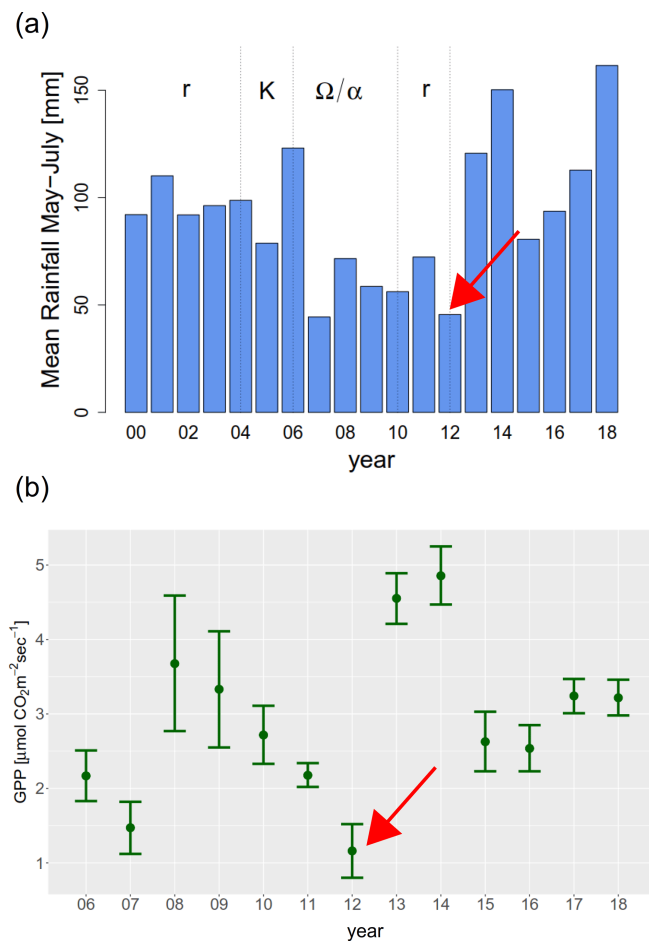 (a)
Mean Rainfall May−July [mm]
0 50 100 150
r K Ω/α r
00 02 04 06 08 10 12 14 16 18
year
(b)
GPP [μmol CO₂m⁻²sec⁻¹]
5
4
3
2
1
06 07 08 09 10 11 12 13 14 15 16 17 18
year